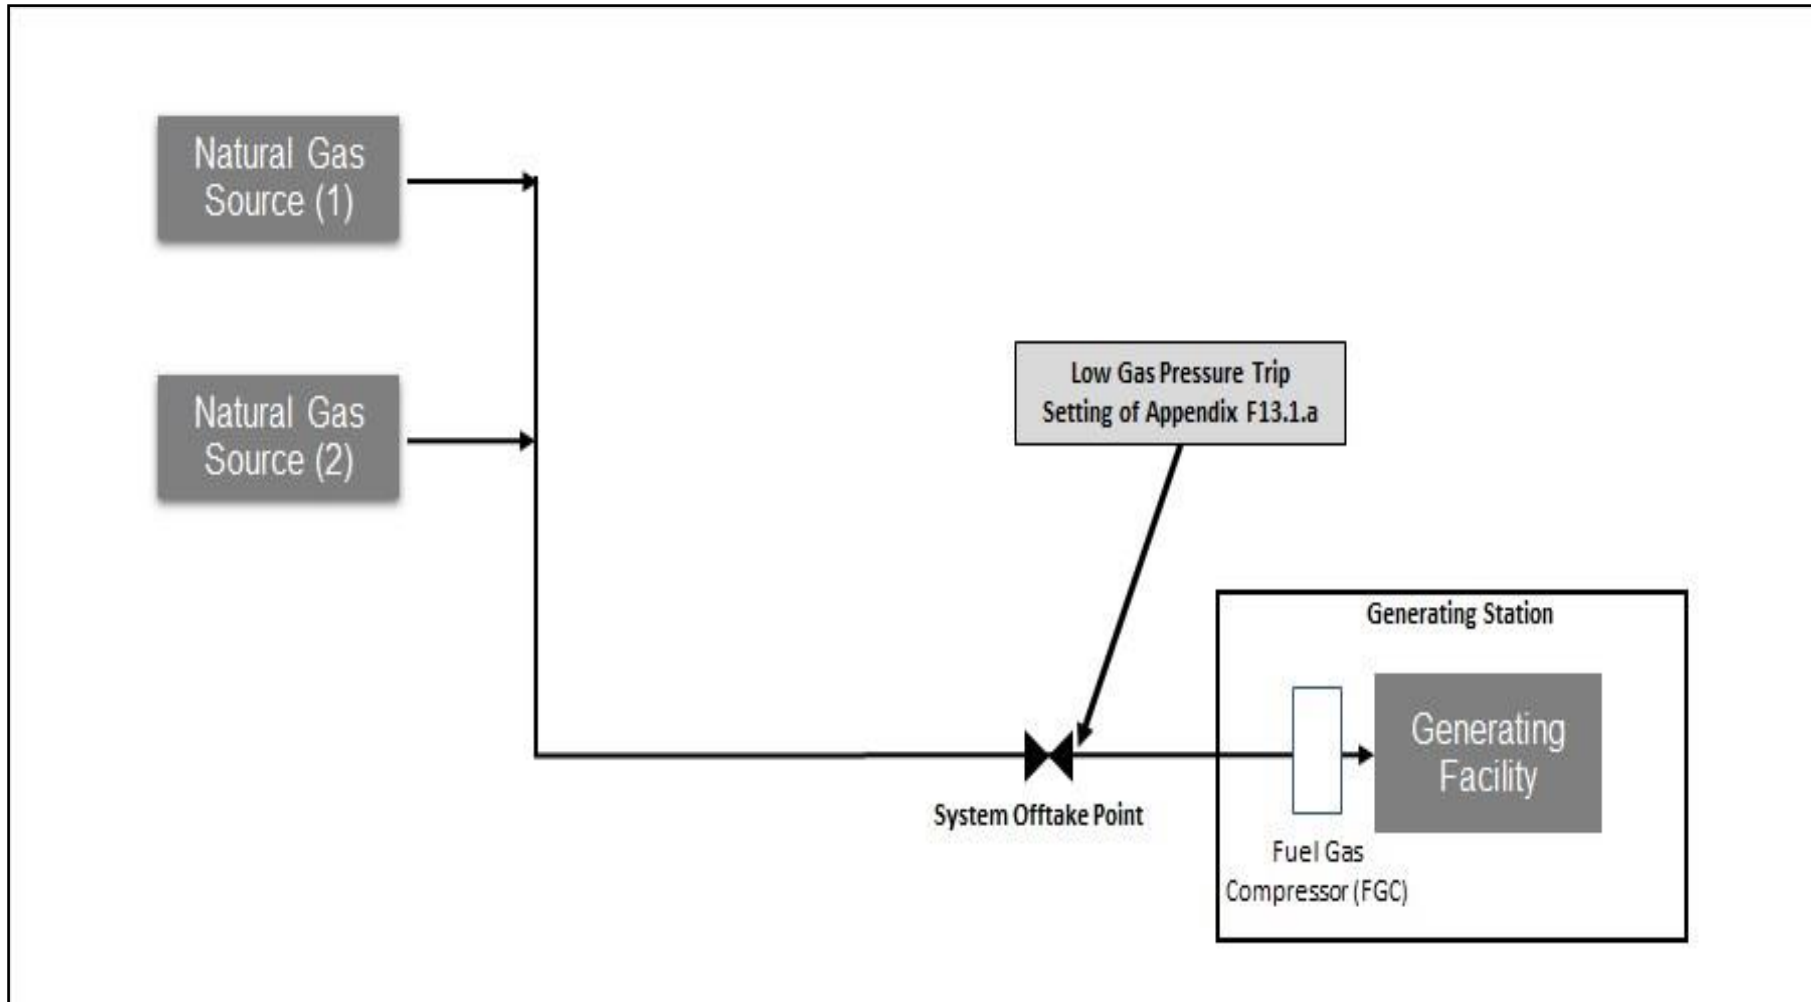 Natural Gas
Source (1)
Natural Gas
Source (2)
Low Gas Pressure Trip
Setting of Appendix F13.1.a
Generating Station
Generating
Facility
System Offtake Point
Fuel Gas
Compressor (FGC)